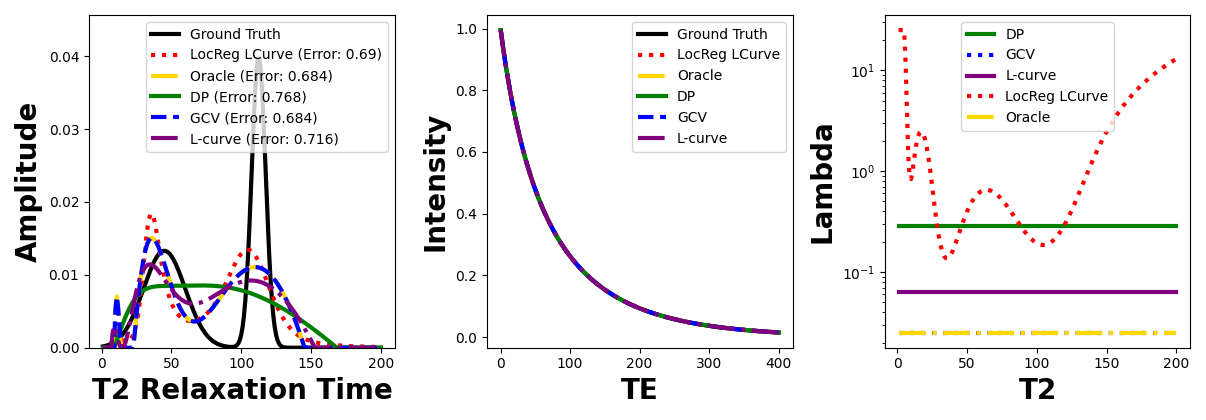 Amplitude
0.04
0.03
0.02
0.01
0.00
0
50
100
150
200
T2 Relaxation Time
Ground Truth
LocReg LCurve (Error: 0.69)
Oracle (Error: 0.684)
DP (Error: 0.768)
GCV (Error: 0.684)
L-curve (Error: 0.716)
Intensity
1.0
0.8
0.6
0.4
0.2
0.0
0
100
200
300
400
TE
Ground Truth
LocReg LCurve
Oracle
DP
GCV
L-curve
Lambda
10¹
10⁰
10⁻¹
0
50
100
150
200
T2
DP
GCV
L-curve
LocReg LCurve
Oracle